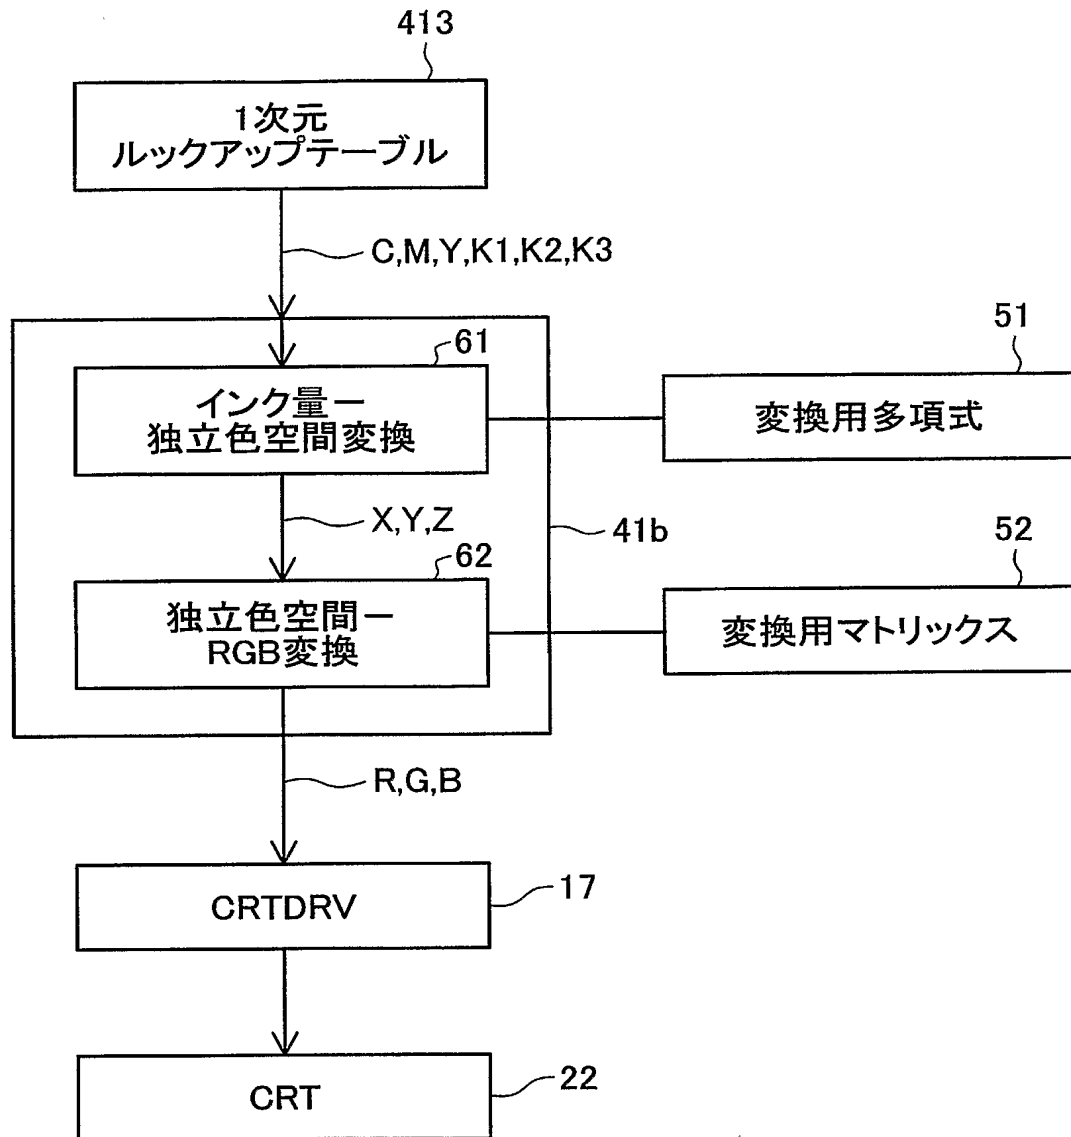 413
1次元
ルックアップテーブル
C,M,Y,K1,K2,K3
61
インク量ー
独立色空間変換
51
変換用多項式
X,Y,Z
41b
62
独立色空間ー
RGB変換
52
変換用マトリックス
R,G,B
CRTDRV
17
CRT
22